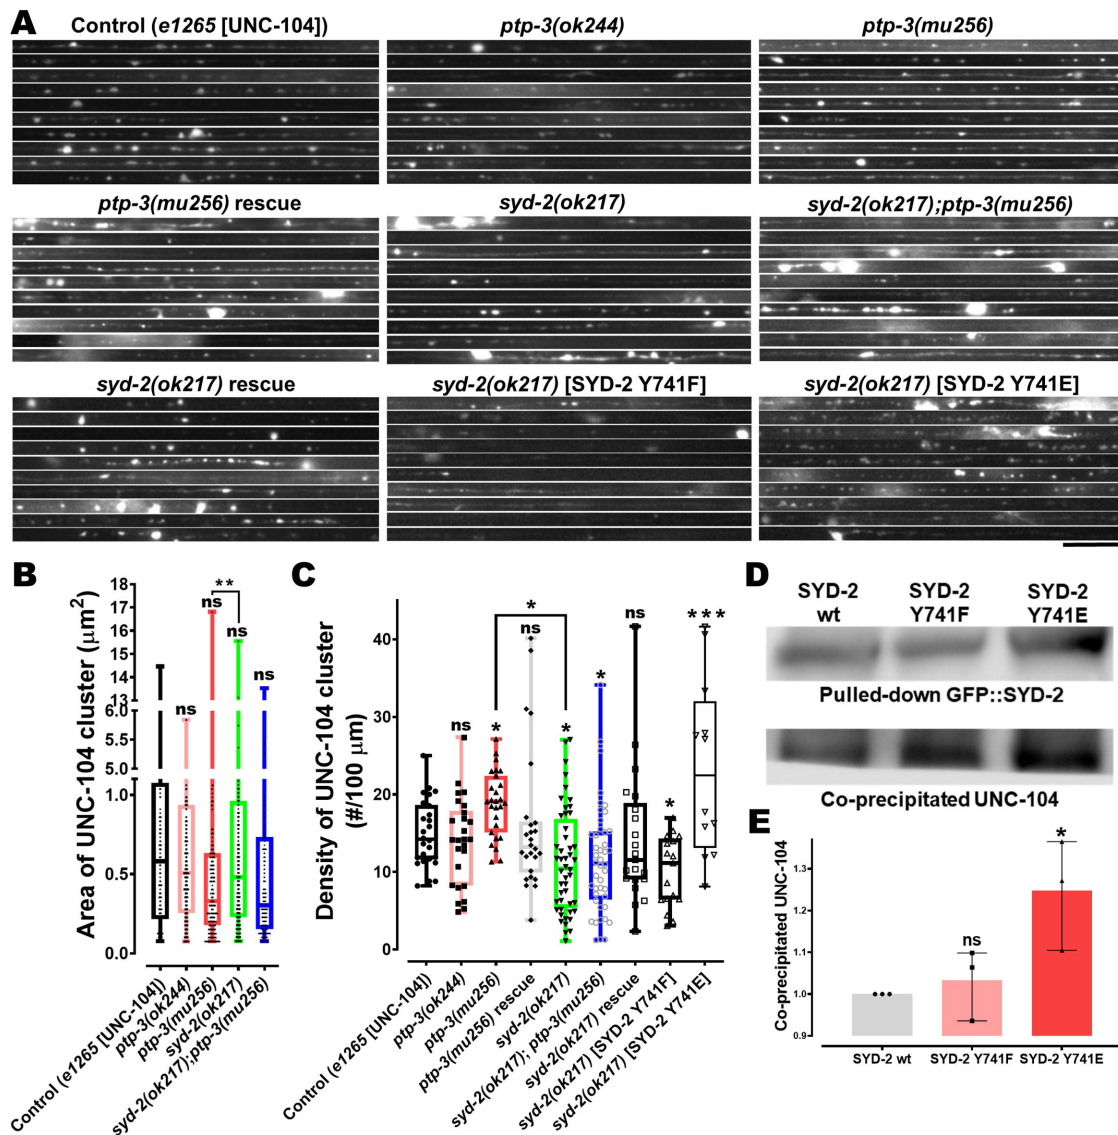 A
Control (e1265 [UNC-104])
ptp-3(ok244)
ptp-3(mu256)
ptp-3(mu256) rescue
syd-2(ok217)
syd-2(ok217);ptp-3(mu256)
syd-2(ok217) rescue
syd-2(ok217) [SYD-2 Y741F]
syd-2(ok217) [SYD-2 Y741E]
B
Area of UNC-104 cluster (μm²)
18
17
16
15
14
13
6.0
5.5
5.0
1.0
0.5
0.0
ns
ns
**
ns
ns
Control (e1265 [UNC-104])
ptp-3(ok244)
ptp-3(mu256)
syd-2(ok217)
syd-2(ok217);ptp-3(mu256)
C
Density of UNC-104 cluster
(#/100 μm)
40
30
20
10
0
ns
*
*
ns
*
*
ns
*
***
Control (e1265 [UNC-104])
ptp-3(ok244)
ptp-3(mu256)
ptp-3(mu256) rescue
syd-2(ok217)
syd-2(ok217); ptp-3(mu256)
syd-2(ok217) rescue
syd-2(ok217) [SYD-2 Y741F]
syd-2(ok217) [SYD-2 Y741E]
D
SYD-2
wt
SYD-2
Y741F
SYD-2
Y741E
Pulled-down GFP::SYD-2
Co-precipitated UNC-104
E
Co-precipitated UNC-104
1.3
1.2
1.1
1.0
0.9
ns
*
SYD-2 wt
SYD-2 Y741F
SYD-2 Y741E